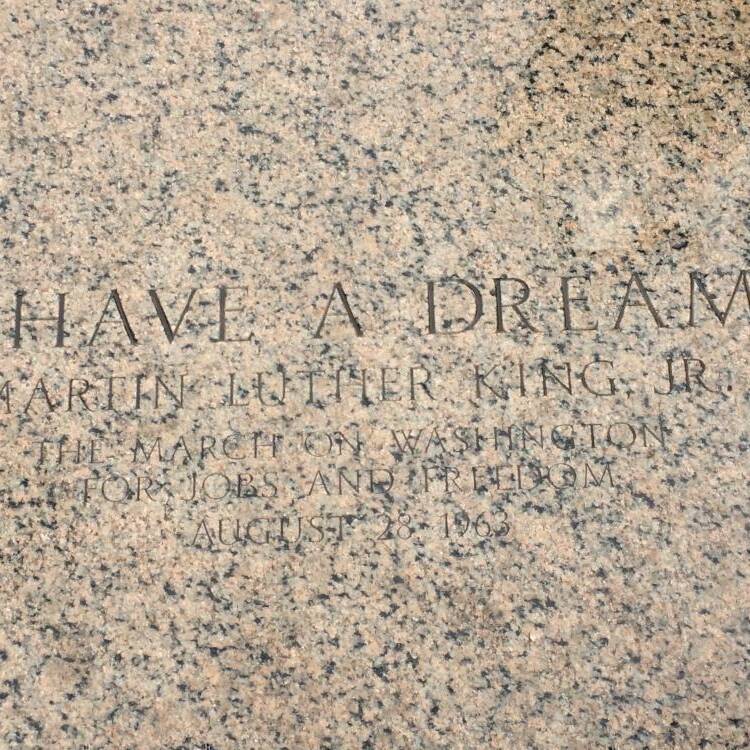 HAVE A DREAM
MARTIN LUTHER KING, JR.
THE MARCH ON WASHINGTON
FOR JOBS AND FREEDOM
AUGUST 28, 1963